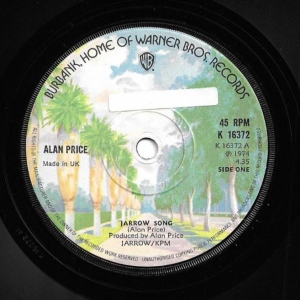 BURBANK, HOME OF WARNER BROS. RECORDS
WB
45 RPM
K 16372
ALAN PRICE
Made in UK
K 16372 A
℗ 1974
4.35
SIDE ONE
JARROW SONG
(Alan Price)
Produced by Alan Price
JARROW/KPM